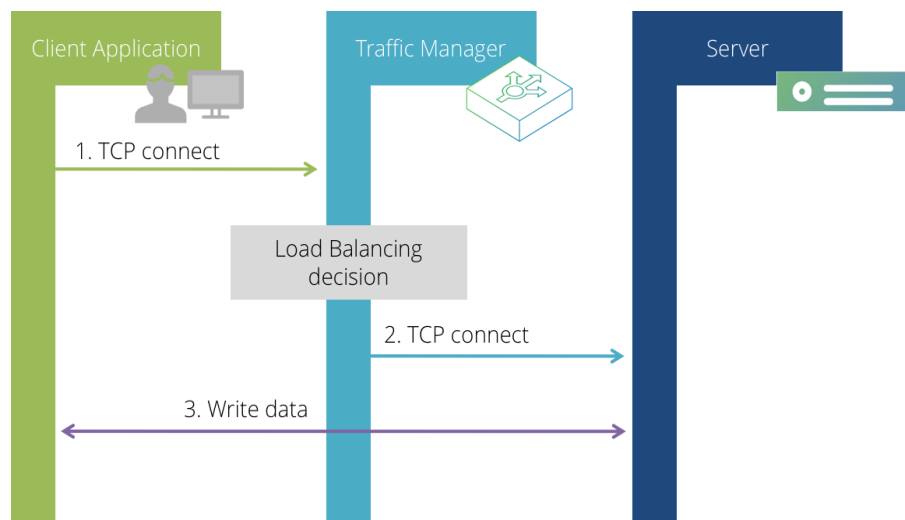 Client Application
Traffic Manager
Server
1. TCP connect
Load Balancing
decision
2. TCP connect
3. Write data